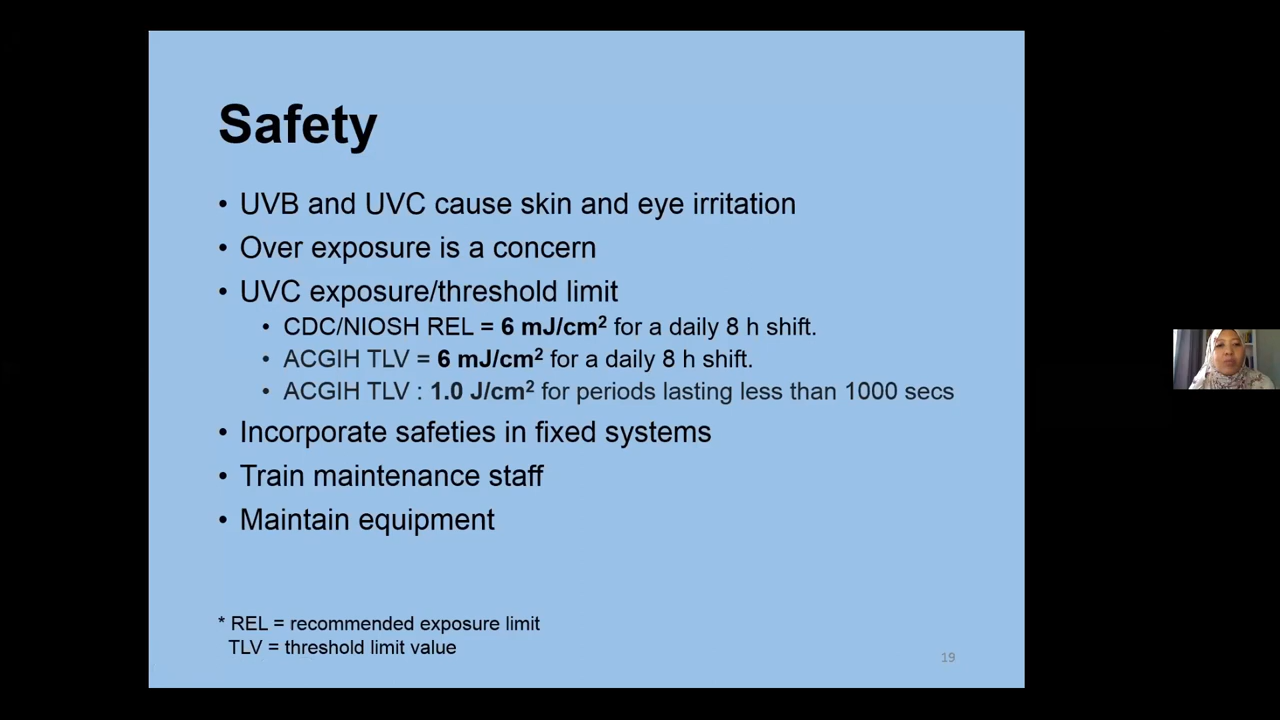 Safety
• UVB and UVC cause skin and eye irritation
• Over exposure is a concern
• UVC exposure/threshold limit
• CDC/NIOSH REL = 6 mJ/cm² for a daily 8 h shift.
• ACGIH TLV = 6 mJ/cm² for a daily 8 h shift.
• ACGIH TLV : 1.0 J/cm² for periods lasting less than 1000 secs
• Incorporate safeties in fixed systems
• Train maintenance staff
• Maintain equipment
* REL = recommended exposure limit
TLV = threshold limit value
19